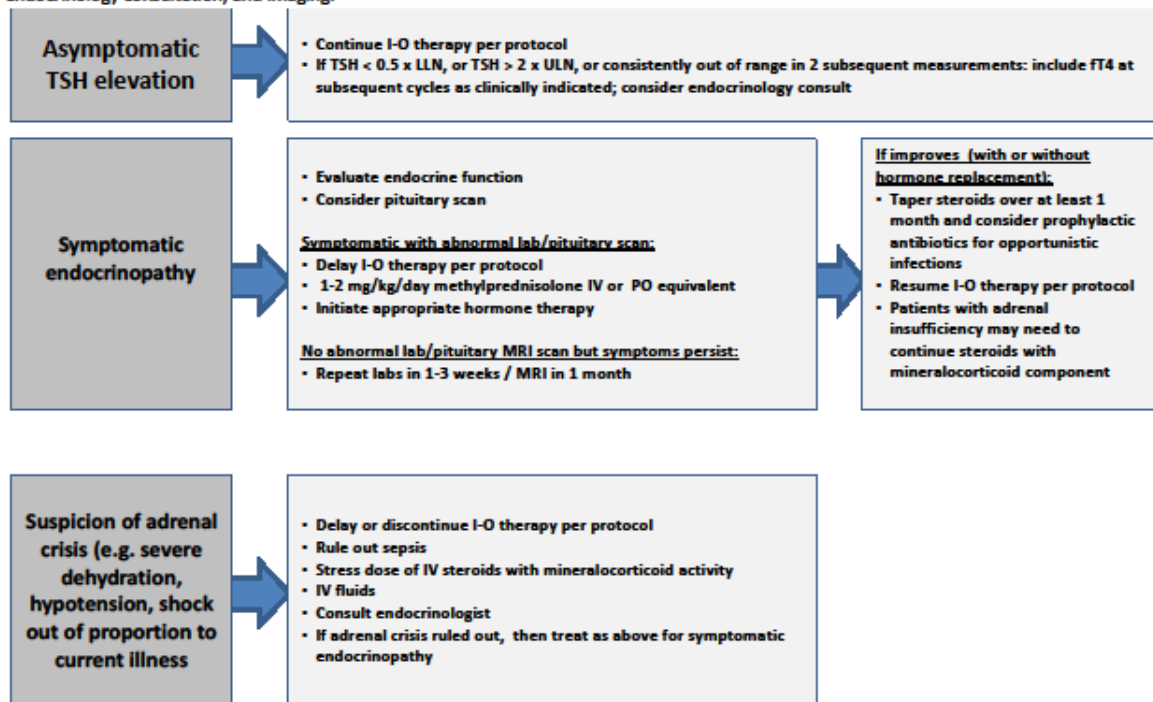 Asymptomatic
TSH elevation
• Continue I-O therapy per protocol
• If TSH < 0.5 x LLN, or TSH > 2 x ULN, or consistently out of range in 2 subsequent measurements: include fT4 at
subsequent cycles as clinically indicated; consider endocrinology consult
Symptomatic
endocrinopathy
• Evaluate endocrine function
• Consider pituitary scan
Symptomatic with abnormal lab/pituitary scan:
• Delay I-O therapy per protocol
• 1-2 mg/kg/day methylprednisolone IV or PO equivalent
• Initiate appropriate hormone therapy
No abnormal lab/pituitary MRI scan but symptoms persist:
• Repeat labs in 1-3 weeks / MRI in 1 month
If improves (with or without
hormone replacement):
• Taper steroids over at least 1
month and consider prophylactic
antibiotics for opportunistic
infections
• Resume I-O therapy per protocol
• Patients with adrenal
insufficiency may need to
continue steroids with
mineralocorticoid component
Suspicion of adrenal
crisis (e.g. severe
dehydration,
hypotension, shock
out of proportion to
current illness
• Delay or discontinue I-O therapy per protocol
• Rule out sepsis
• Stress dose of IV steroids with mineralocorticoid activity
• IV fluids
• Consult endocrinologist
• If adrenal crisis ruled out, then treat as above for symptomatic
endocrinopathy